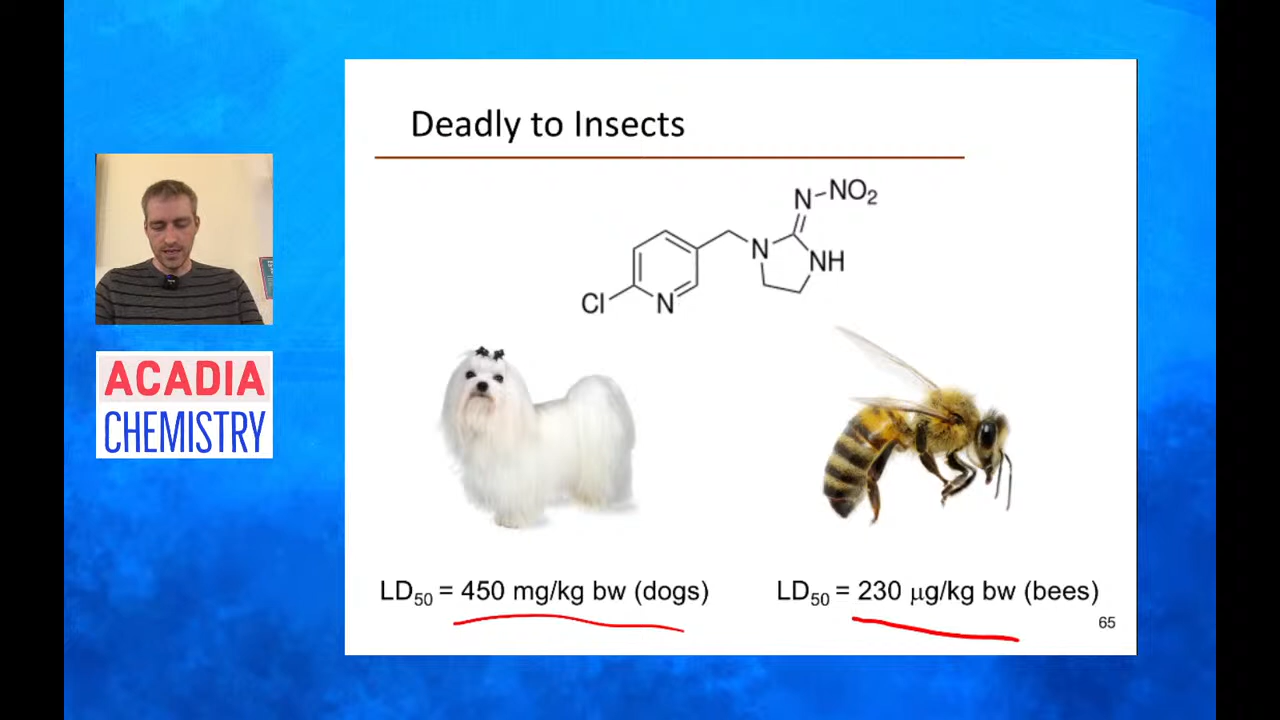 Deadly to Insects
N-NO₂
N
NH
Cl
N
ACADIA
CHEMISTRY
LD₅₀ = 450 mg/kg bw (dogs)
LD₅₀ = 230 μg/kg bw (bees)
65